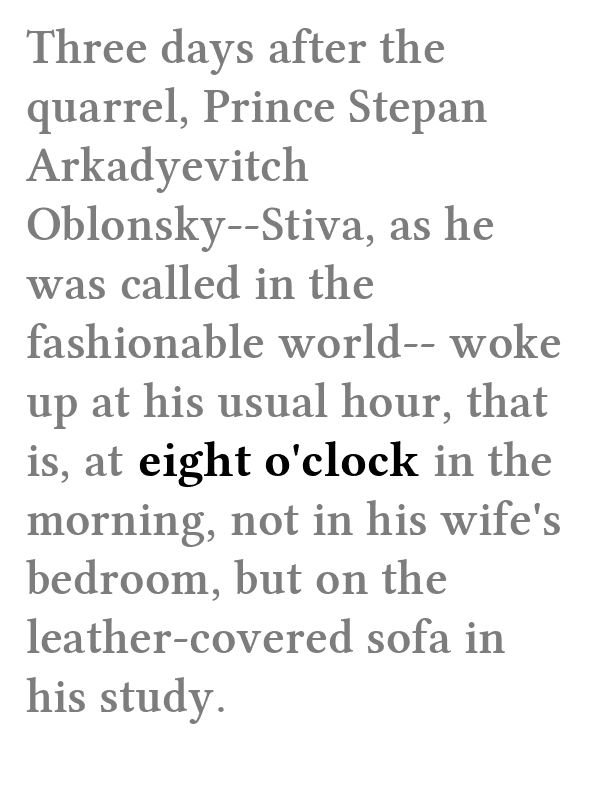 Three days after the
quarrel, Prince Stepan
Arkadyevitch
Oblonsky--Stiva, as he
was called in the
fashionable world-- woke
up at his usual hour, that
is, at eight o'clock in the
morning, not in his wife's
bedroom, but on the
leather-covered sofa in
his study.